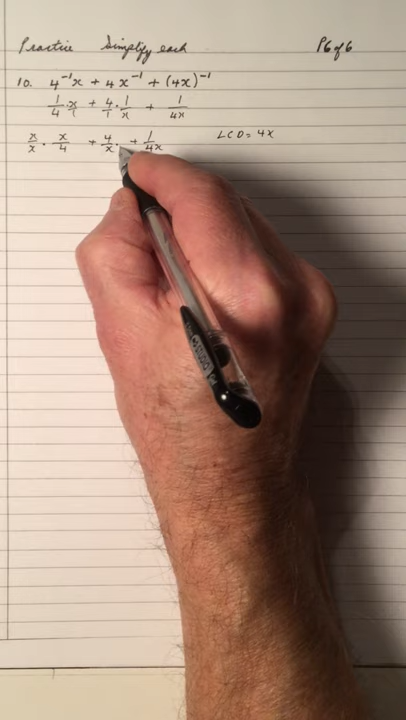 Practice Simplify each P6 of 6
10. 4⁻¹x + 4x⁻¹ + (4x)⁻¹
1/4 · x/1 + 4/1 · 1/x + 1/4x
x/x · x/4 + 4/x · + 1/4x LCD = 4x